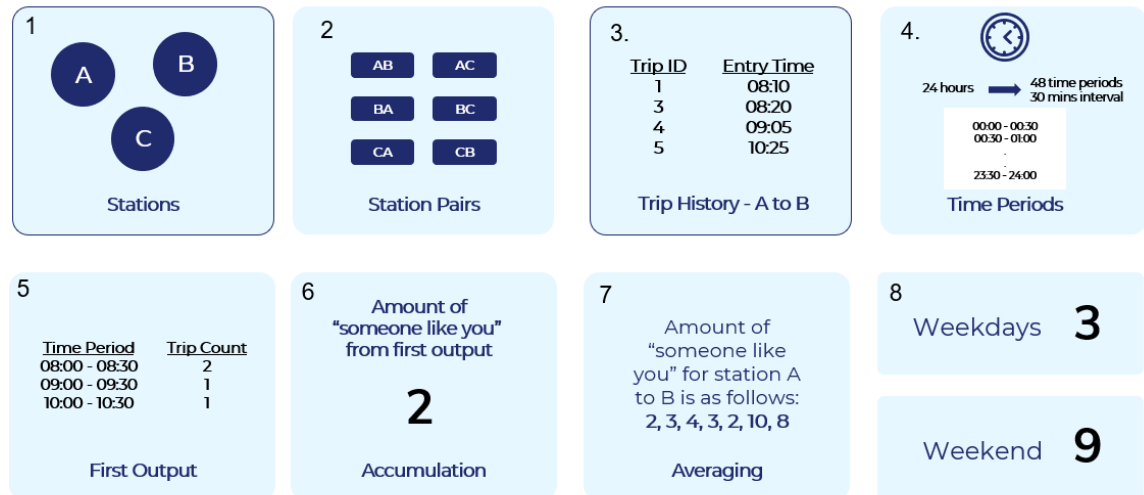 1
A
B
C
Stations
2
AB AC
BA BC
CA CB
Station Pairs
3.
Trip ID Entry Time
1 08:10
3 08:20
4 09:05
5 10:25
Trip History - A to B
4.
24 hours
48 time periods
30 mins interval
00:00 - 00:30
00:30 - 01:00
.
.
23:30 - 24:00
Time Periods
5
Time Period Trip Count
08:00 - 08:30 2
09:00 - 09:30 1
10:00 - 10:30 1
First Output
6
Amount of
“someone like you”
from first output
2
Accumulation
7
Amount of
“someone like
you” for station A
to B is as follows:
2, 3, 4, 3, 2, 10, 8
Averaging
8
Weekdays 3
Weekend 9